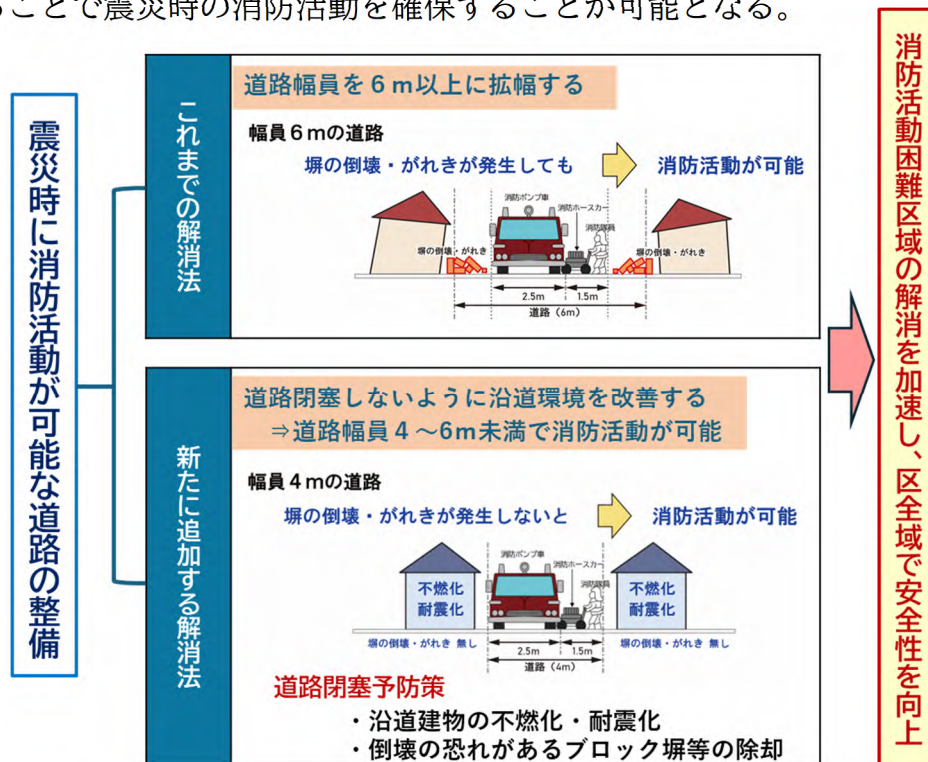 ることで震災時の消防活動を確保することが可能となる。
震災時に消防活動が可能な道路の整備
これまでの解消法
道路幅員を6m以上に拡幅する
幅員6mの道路
塀の倒壊・がれきが発生しても
消防活動が可能
消防ポンプ車
消防ホースカー
消防隊員
塀の倒壊・がれき
塀の倒壊・がれき
2.5m
1.5m
道路（6m）
新たに追加する解消法
道路閉塞しないように沿道環境を改善する
⇒道路幅員4～6m未満で消防活動が可能
幅員4mの道路
塀の倒壊・がれきが発生しないと
消防活動が可能
消防ポンプ車
消防ホースカー
消防隊員
不燃化
耐震化
不燃化
耐震化
塀の倒壊・がれき 無し
塀の倒壊・がれき 無し
2.5m
1.5m
道路（4m）
道路閉塞予防策
・沿道建物の不燃化・耐震化
・倒壊の恐れがあるブロック塀等の除却
消防活動困難区域の解消を加速し、区全域で安全性を向上